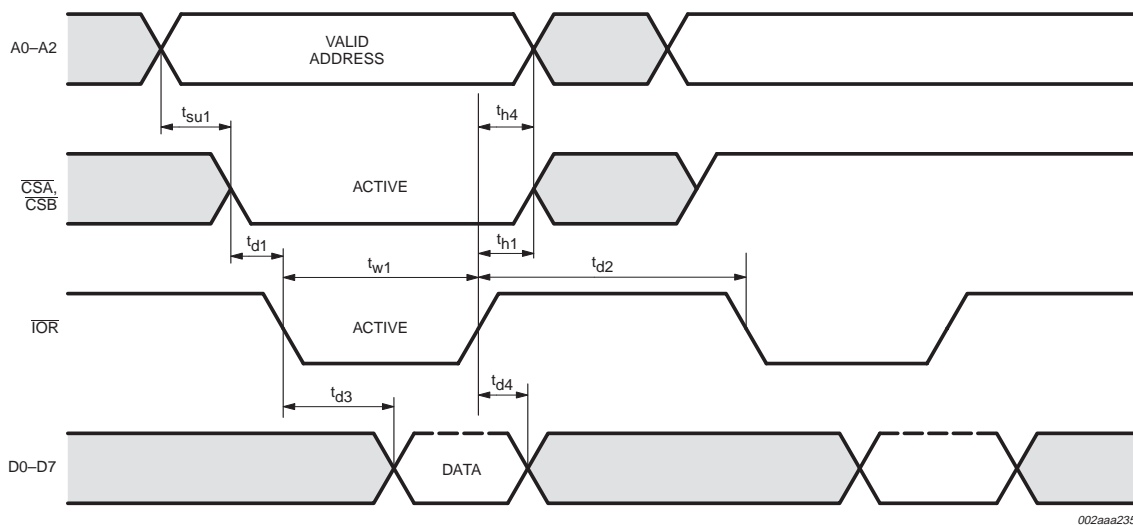 A0–A2
VALID
ADDRESS
tsu1
th4
CSA,
CSB
ACTIVE
td1
th1
tw1
td2
IOR
ACTIVE
td3
td4
D0–D7
DATA
002aaa235